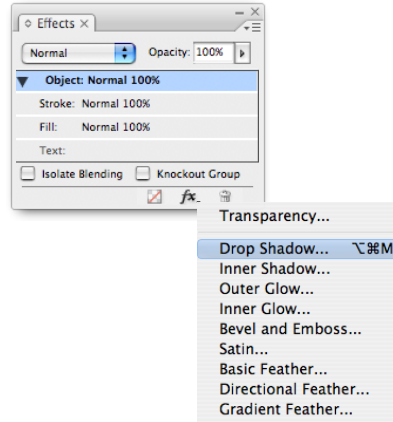 Effects
Normal Opacity: 100%
Object: Normal 100%
Stroke: Normal 100%
Fill: Normal 100%
Text:
Isolate Blending Knockout Group
fx.
Transparency...
Drop Shadow... ⌥⌘M
Inner Shadow...
Outer Glow...
Inner Glow...
Bevel and Emboss...
Satin...
Basic Feather...
Directional Feather...
Gradient Feather...